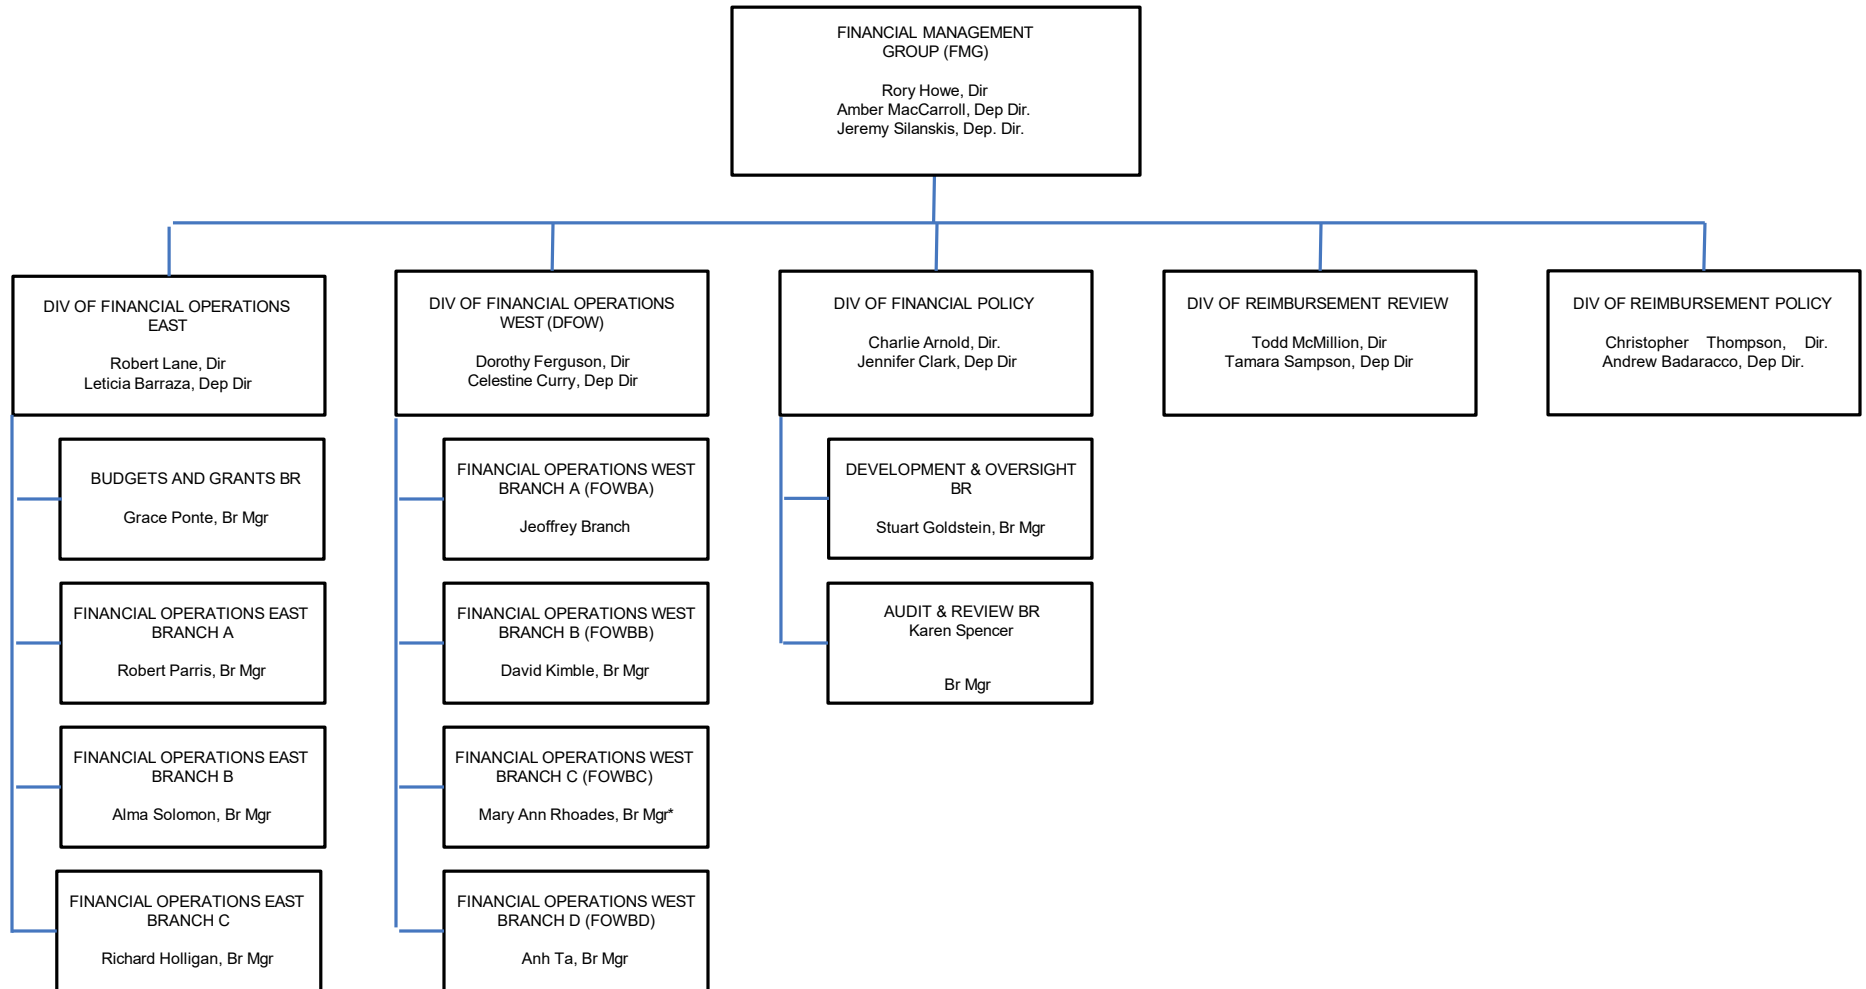 FINANCIAL MANAGEMENT
GROUP (FMG)
Rory Howe, Dir
Amber MacCarroll, Dep Dir.
Jeremy Silanskis, Dep. Dir.
DIV OF FINANCIAL OPERATIONS
EAST
Robert Lane, Dir
Leticia Barraza, Dep Dir
DIV OF FINANCIAL OPERATIONS
WEST (DFOW)
Dorothy Ferguson, Dir
Celestine Curry, Dep Dir
DIV OF FINANCIAL POLICY
Charlie Arnold, Dir.
Jennifer Clark, Dep Dir
DIV OF REIMBURSEMENT REVIEW
Todd McMillion, Dir
Tamara Sampson, Dep Dir
DIV OF REIMBURSEMENT POLICY
Christopher Thompson, Dir.
Andrew Badaracco, Dep Dir.
BUDGETS AND GRANTS BR
Grace Ponte, Br Mgr
FINANCIAL OPERATIONS EAST
BRANCH A
Robert Parris, Br Mgr
FINANCIAL OPERATIONS EAST
BRANCH B
Alma Solomon, Br Mgr
FINANCIAL OPERATIONS EAST
BRANCH C
Richard Holligan, Br Mgr
FINANCIAL OPERATIONS WEST
BRANCH A (FOWBA)
Jeoffrey Branch
FINANCIAL OPERATIONS WEST
BRANCH B (FOWBB)
David Kimble, Br Mgr
FINANCIAL OPERATIONS WEST
BRANCH C (FOWBC)
Mary Ann Rhoades, Br Mgr*
FINANCIAL OPERATIONS WEST
BRANCH D (FOWBD)
Anh Ta, Br Mgr
DEVELOPMENT & OVERSIGHT
BR
Stuart Goldstein, Br Mgr
AUDIT & REVIEW BR
Karen Spencer
Br Mgr